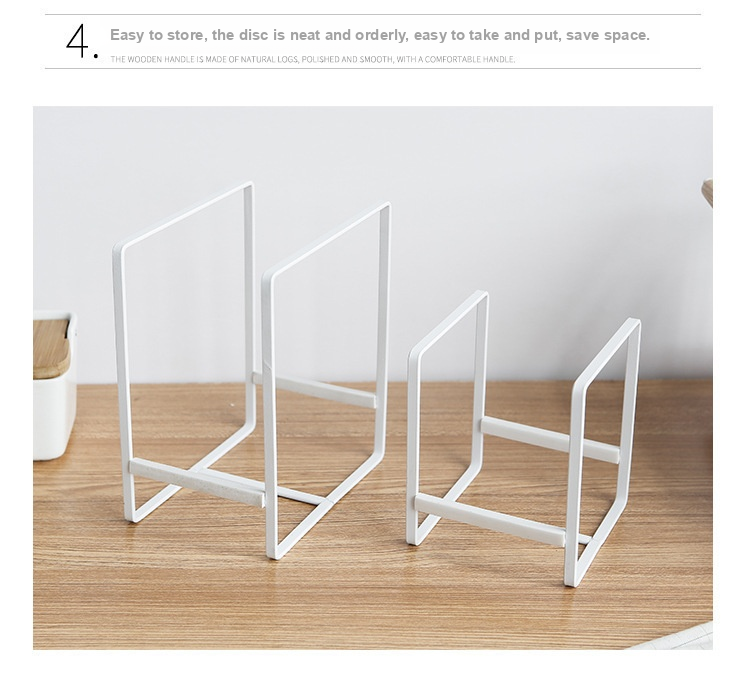 4.
Easy to store, the disc is neat and orderly, easy to take and put, save space.
THE WOODEN HANDLE IS MADE OF NATURAL LOGS, POLISHED AND SMOOTH, WITH A COMFORTABLE HANDLE;